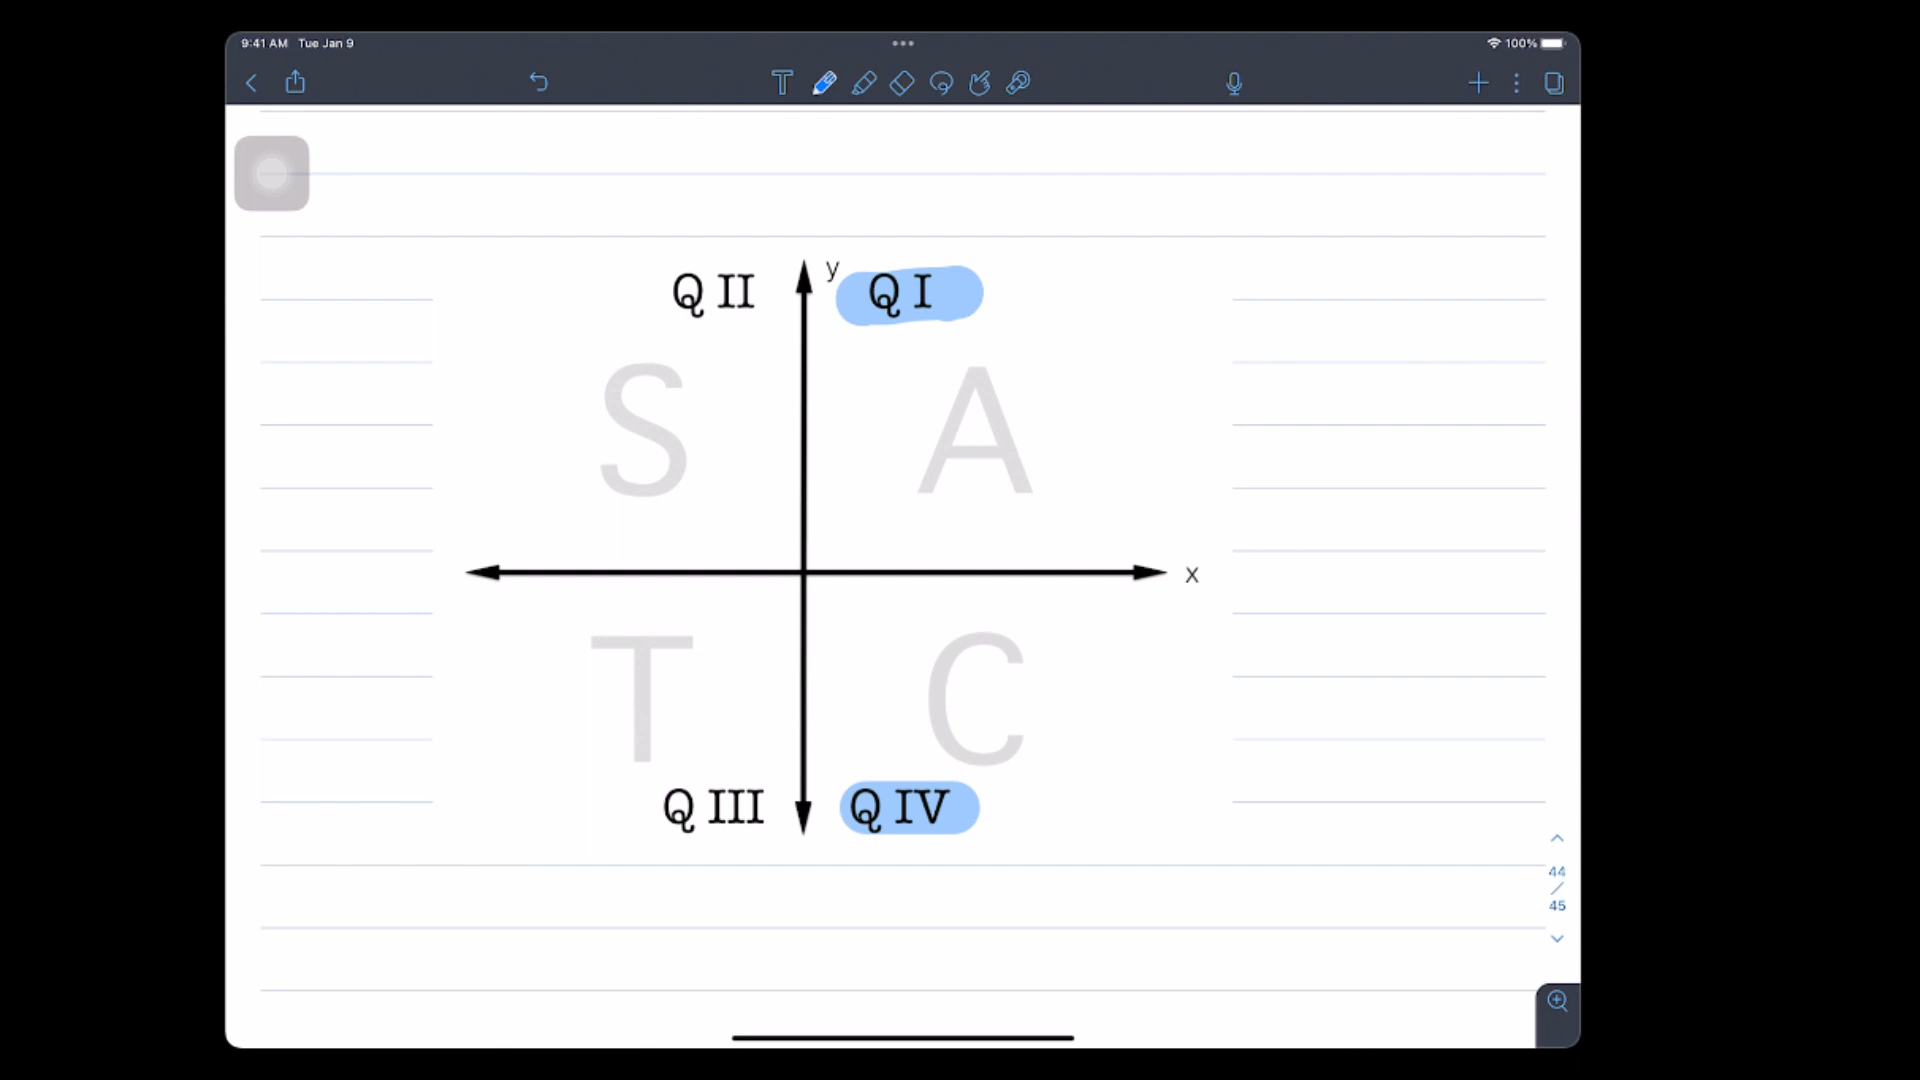 9:41 AM Tue Jan 9
100%
T
Q II y Q I
S A
x
T C
Q III Q IV
44
/
45